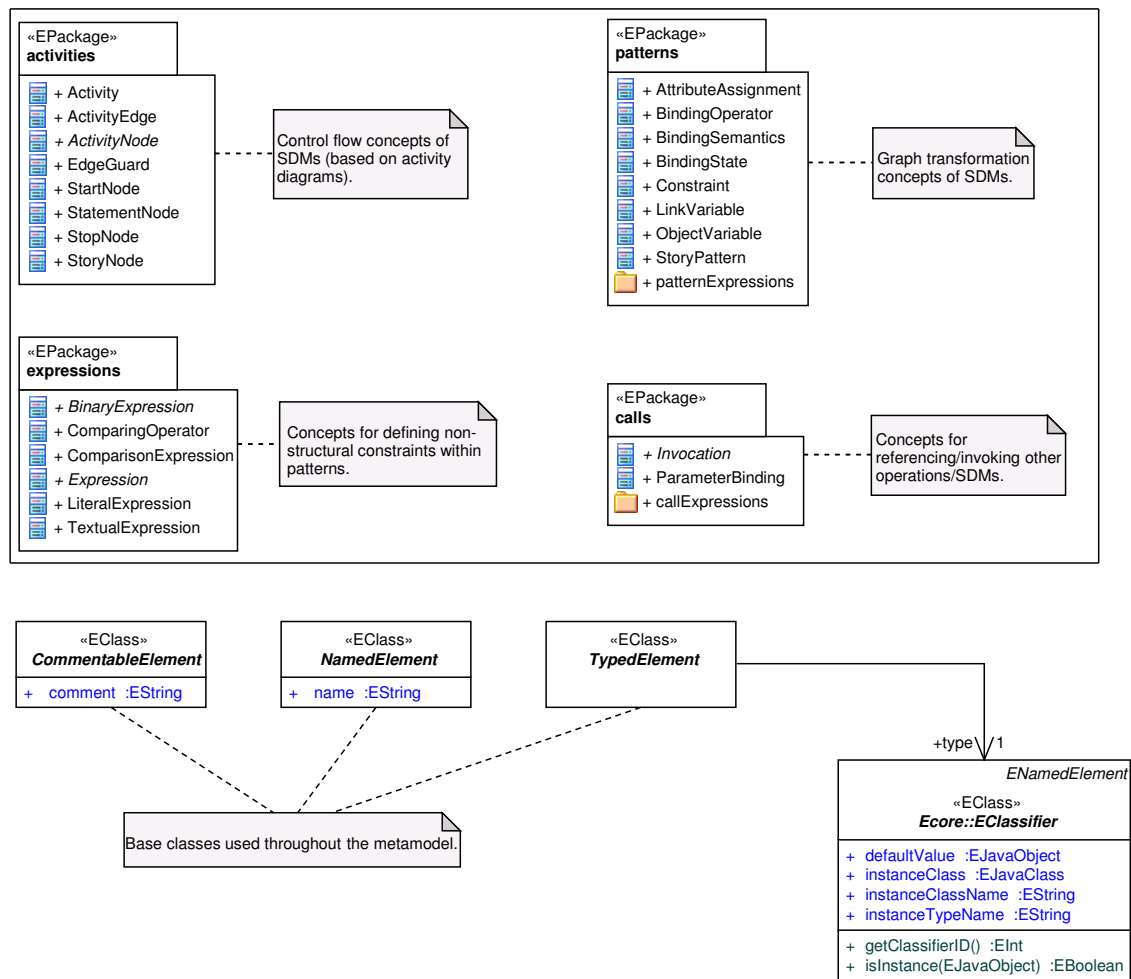 «EPackage»
activities
+ Activity
+ ActivityEdge
+ ActivityNode
+ EdgeGuard
+ StartNode
+ StatementNode
+ StopNode
+ StoryNode
Control flow concepts of
SDMs (based on activity
diagrams).
«EPackage»
patterns
+ AttributeAssignment
+ BindingOperator
+ BindingSemantics
+ BindingState
+ Constraint
+ LinkVariable
+ ObjectVariable
+ StoryPattern
+ patternExpressions
Graph transformation
concepts of SDMs.
«EPackage»
expressions
+ BinaryExpression
+ ComparingOperator
+ ComparisonExpression
+ Expression
+ LiteralExpression
+ TextualExpression
Concepts for defining non-
structural constraints within
patterns.
«EPackage»
calls
+ Invocation
+ ParameterBinding
+ callExpressions
Concepts for
referencing/invoking other
operations/SDMs.
«EClass»
CommentableElement
+ comment :EString
«EClass»
NamedElement
+ name :EString
«EClass»
TypedElement
+type 1
Base classes used throughout the metamodel.
ENamedElement
«EClass»
Ecore::EClassifier
+ defaultValue :EJavaObject
+ instanceClass :EJavaClass
+ instanceClassName :EString
+ instanceTypeName :EString
+ getClassifierID() :EInt
+ isInstance(EJavaObject) :EBoolean